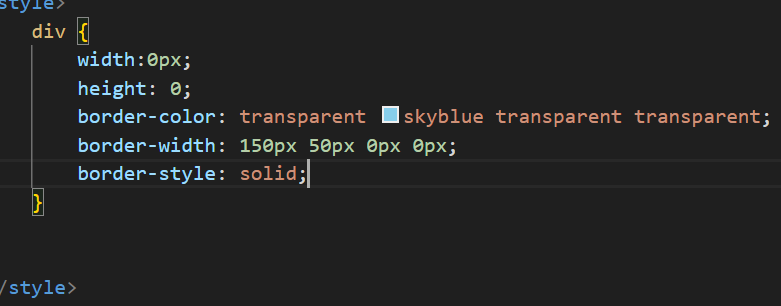 style>
div {
width:0px;
height: 0;
border-color: transparent skyblue transparent transparent;
border-width: 150px 50px 0px 0px;
border-style: solid;
}
/style>